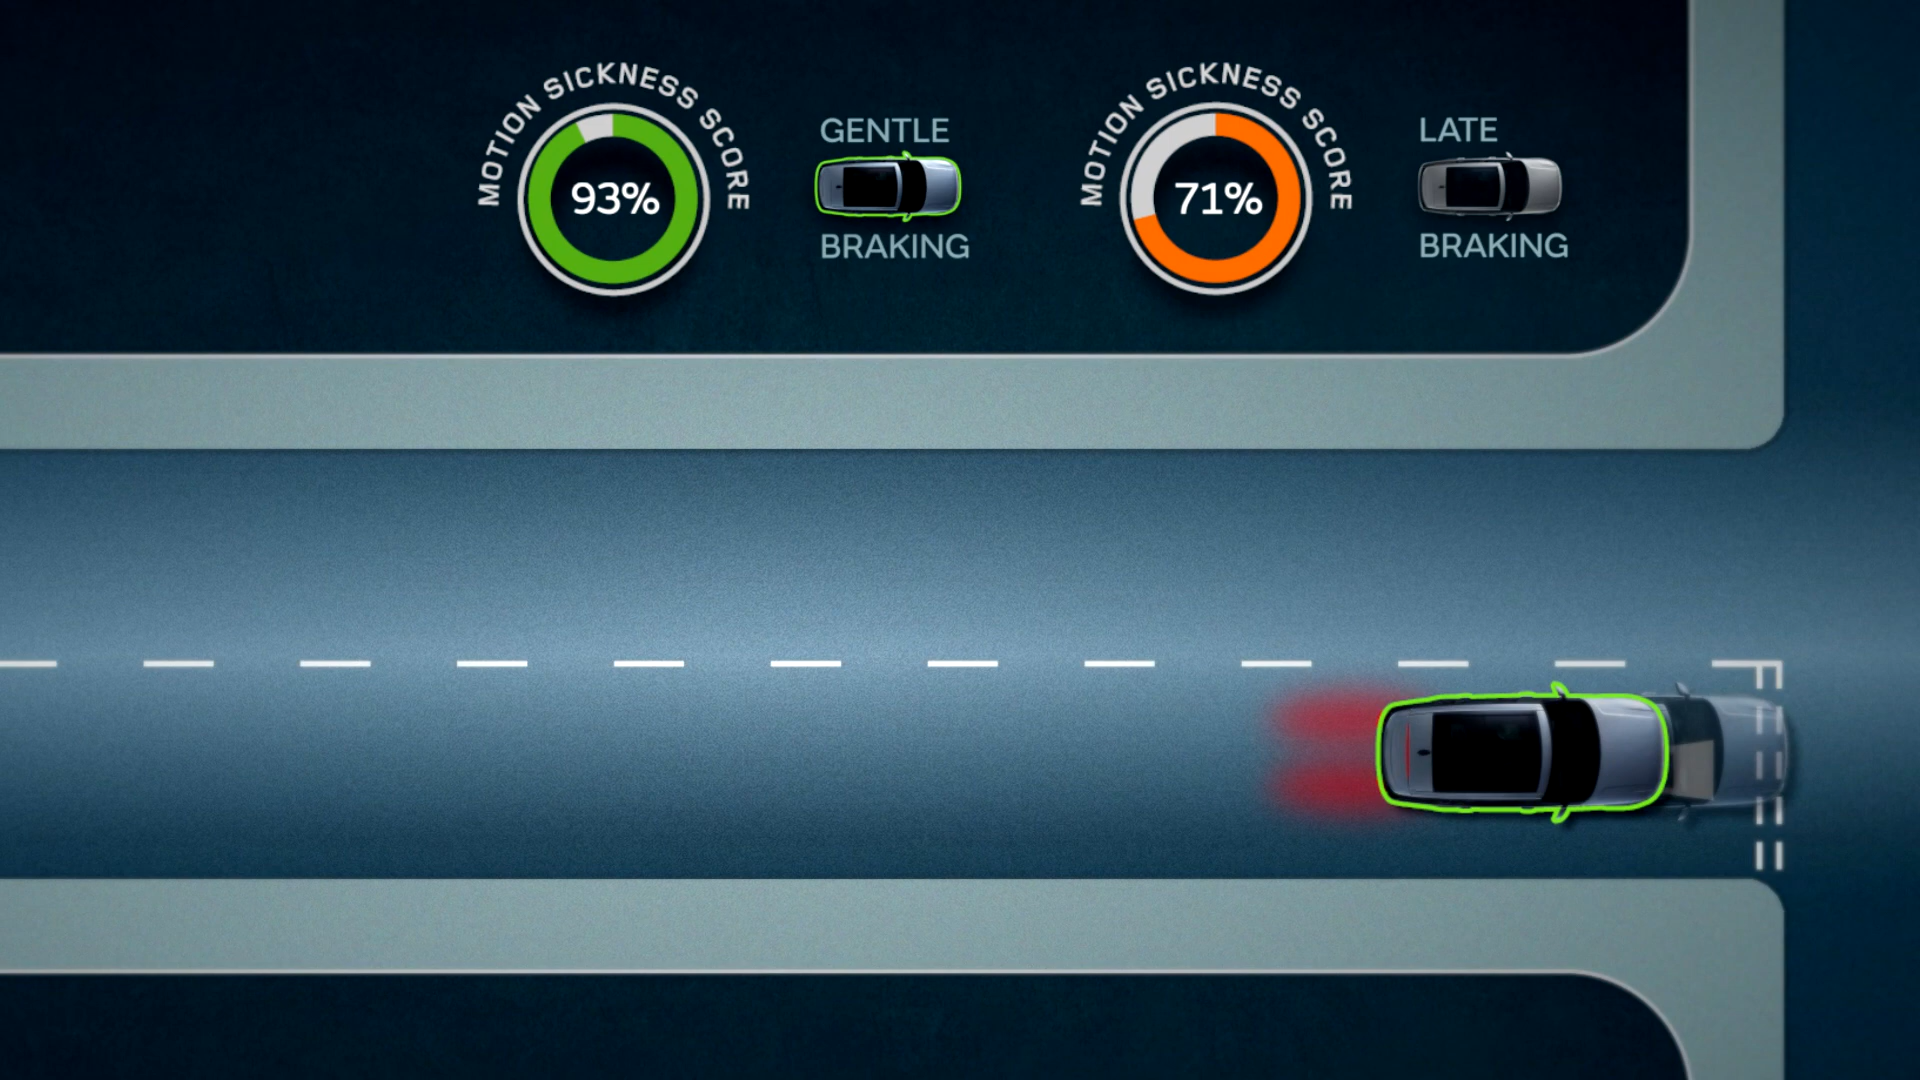 MOTION SICKNESS SCORE
93%
GENTLE
BRAKING
MOTION SICKNESS SCORE
71%
LATE
BRAKING